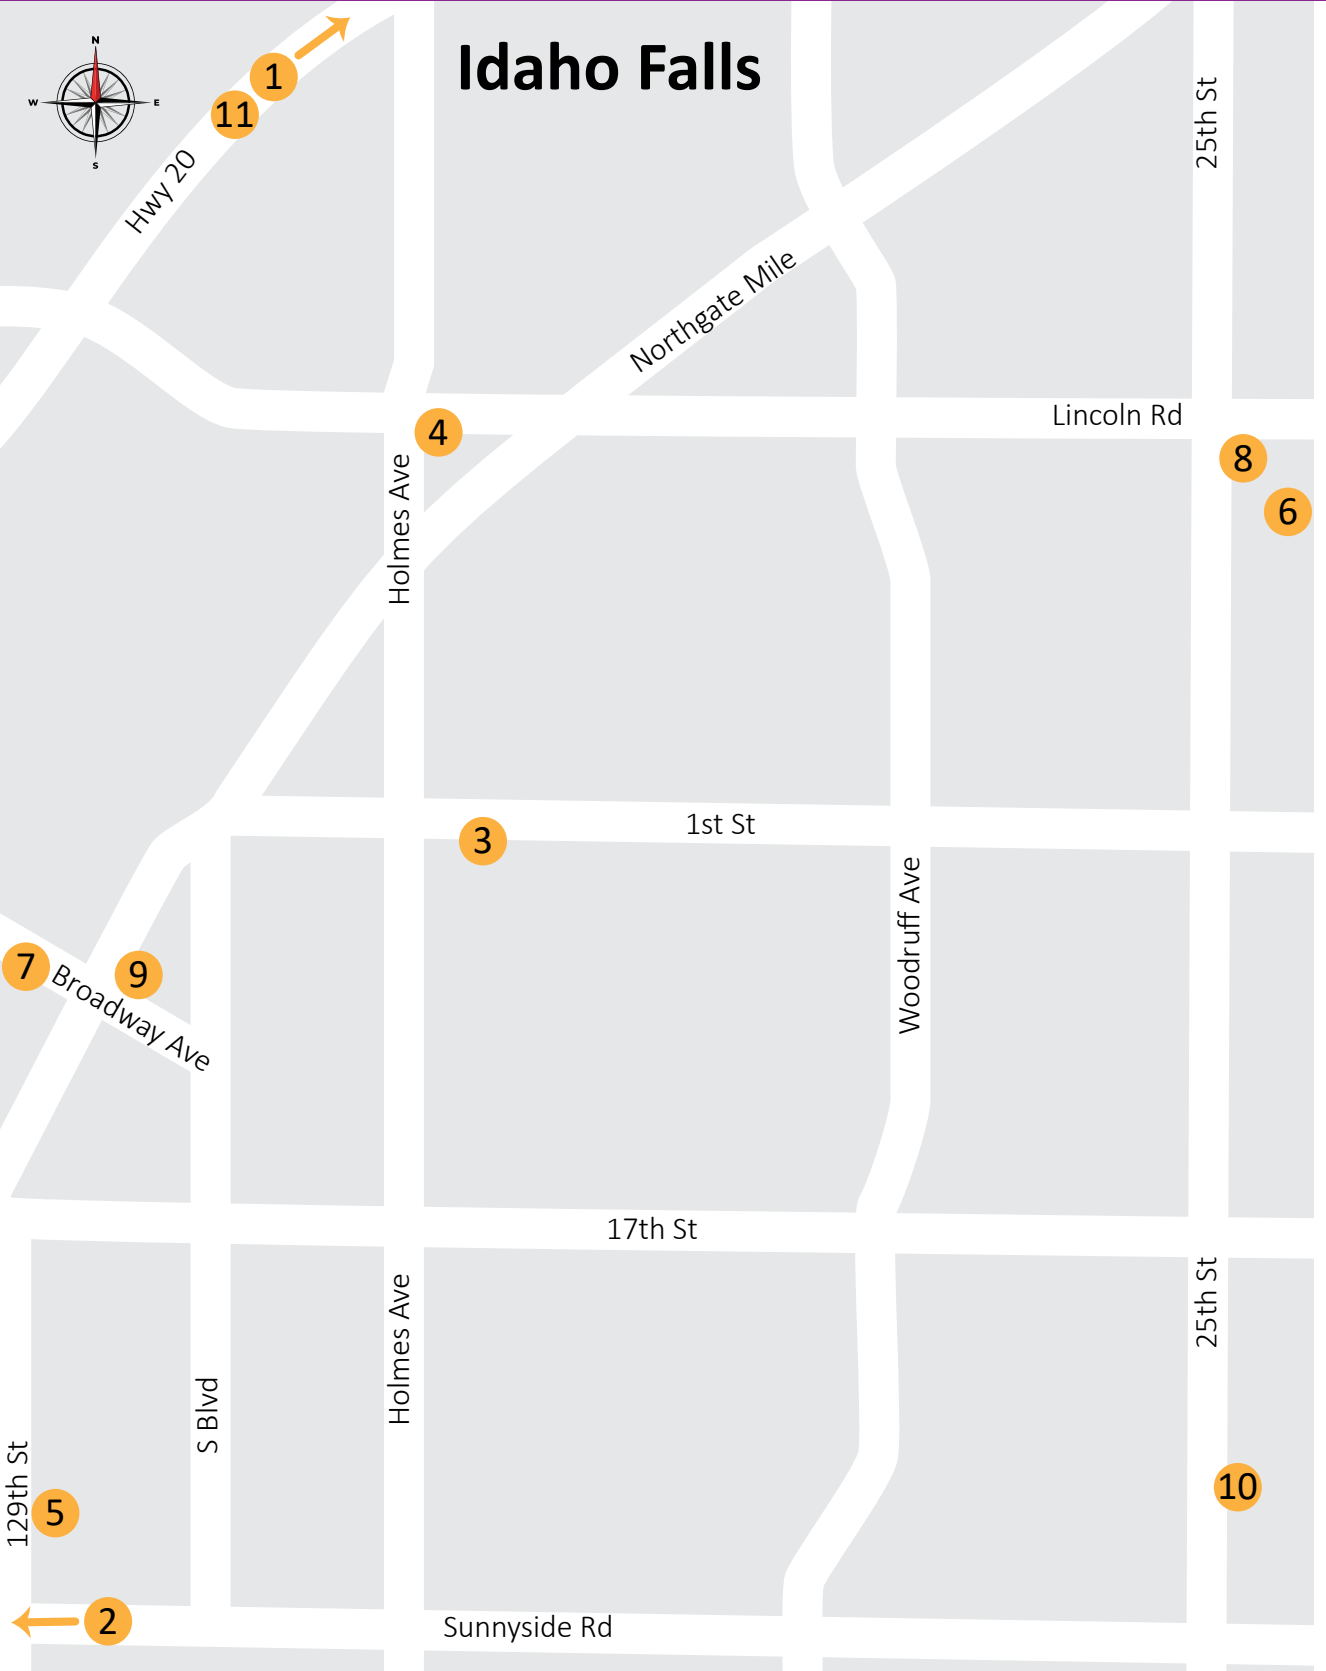 Idaho Falls
N
W
E
S
1
11
Hwy 20
25th St
Northgate Mile
Lincoln Rd
4
8
6
Holmes Ave
1st St
3
Woodruff Ave
7
9
Broadway Ave
17th St
25th St
Holmes Ave
S Blvd
129th St
5
10
2
Sunnyside Rd